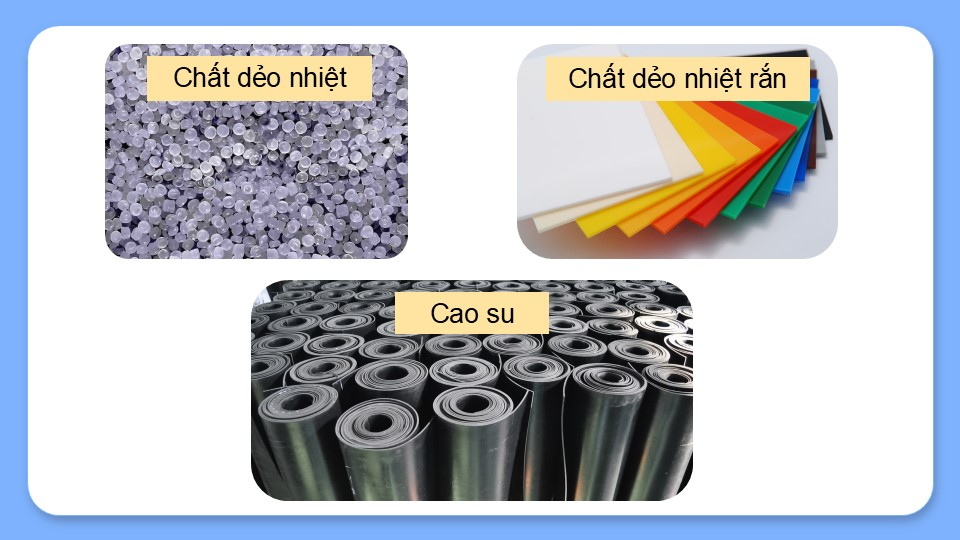 Chất dẻo nhiệt
Chất dẻo nhiệt rắn
Cao su